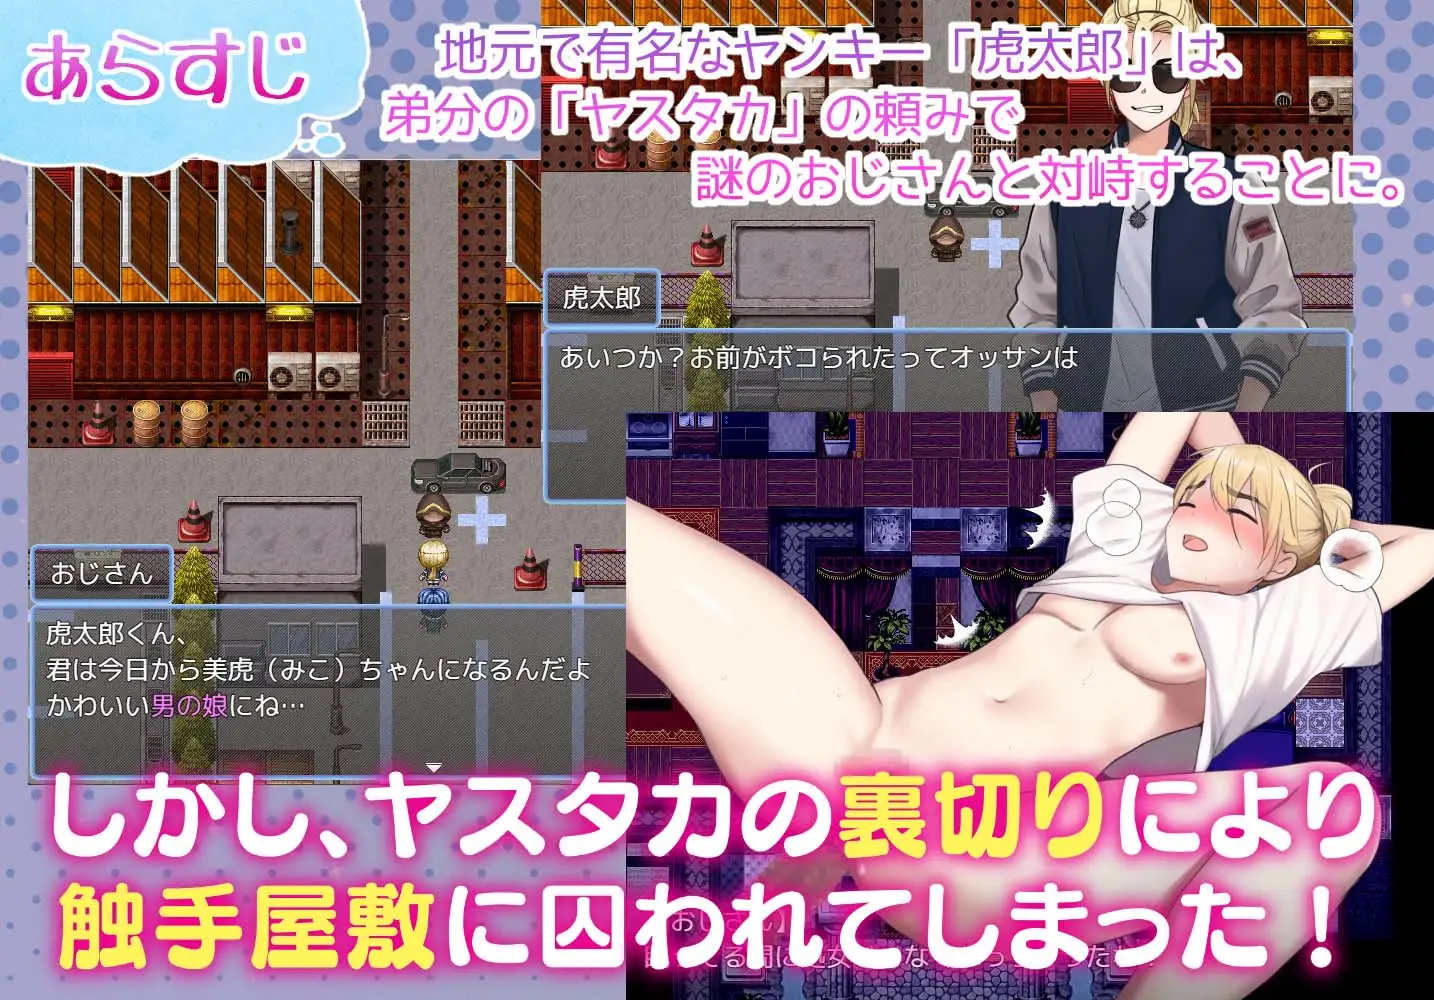 あらすじ
地元で有名なヤンキー「虎太郎」は、
弟分の「ヤスタカ」の頼みで
謎のおじさんと対峙することに。
虎太郎
あいつか？お前がボコられたってオッサンは
おじさん
虎太郎くん、
君は今日から美虎（みこ）ちゃんになるんだよ
かわいい男の娘にね…
しかし、ヤスタカの裏切りにより
触手屋敷に囚われてしまった！